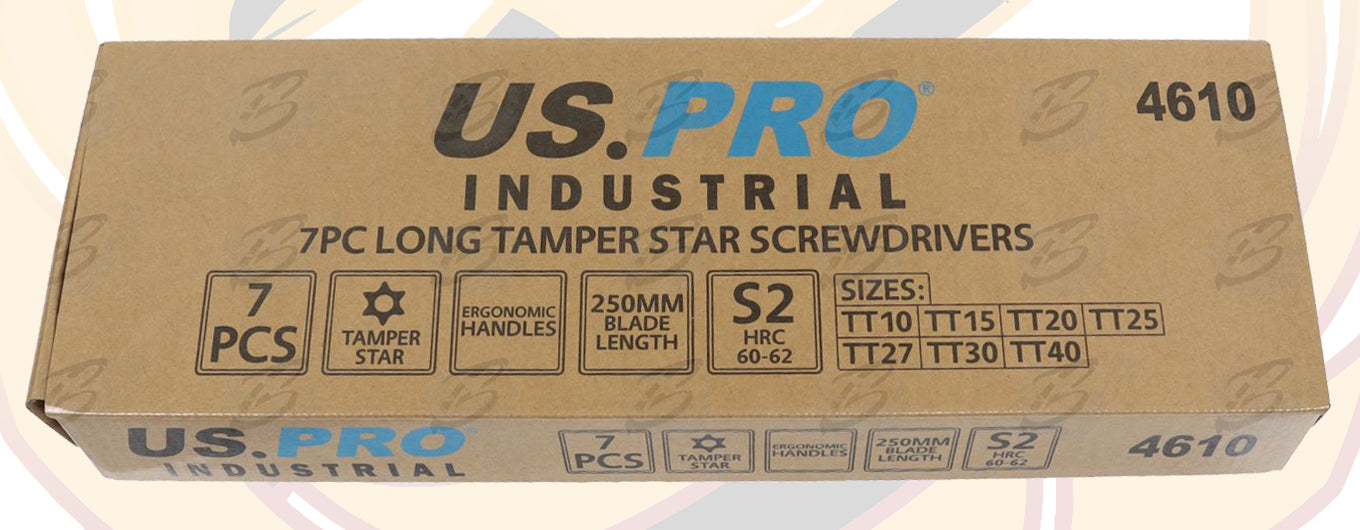 US.PRO® 4610
INDUSTRIAL
7PC LONG TAMPER STAR SCREWDRIVERS
7
PCS
TAMPER
STAR
ERGONOMIC
HANDLES
250MM
BLADE
LENGTH
S2
HRC
60-62
SIZES:
TT10 TT15 TT20 TT25
TT27 TT30 TT40
US.PRO
INDUSTRIAL
7
PCS
TAMPER
STAR
ERGONOMIC
HANDLES
250MM
BLADE
LENGTH
S2
HRC
60-62
4610